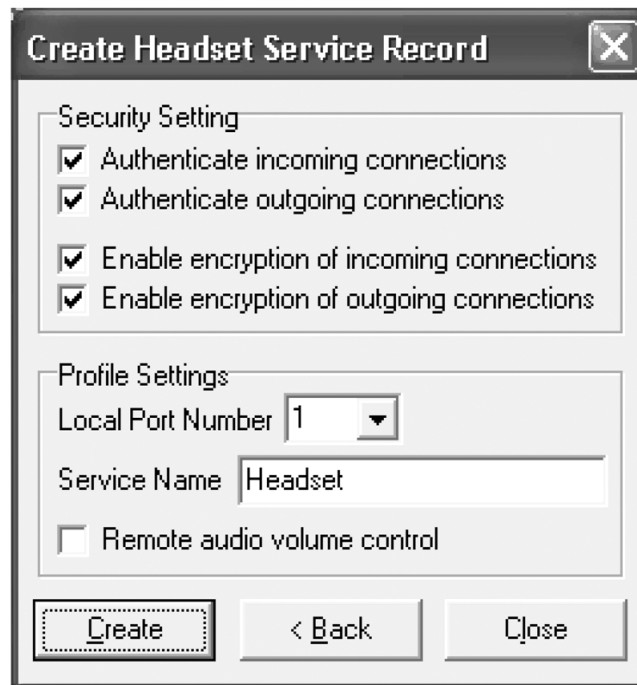 Create Headset Service Record
Security Setting
Authenticate incoming connections
Authenticate outgoing connections
Enable encryption of incoming connections
Enable encryption of outgoing connections
Profile Settings
Local Port Number 1
Service Name Headset
Remote audio volume control
Create < Back Close